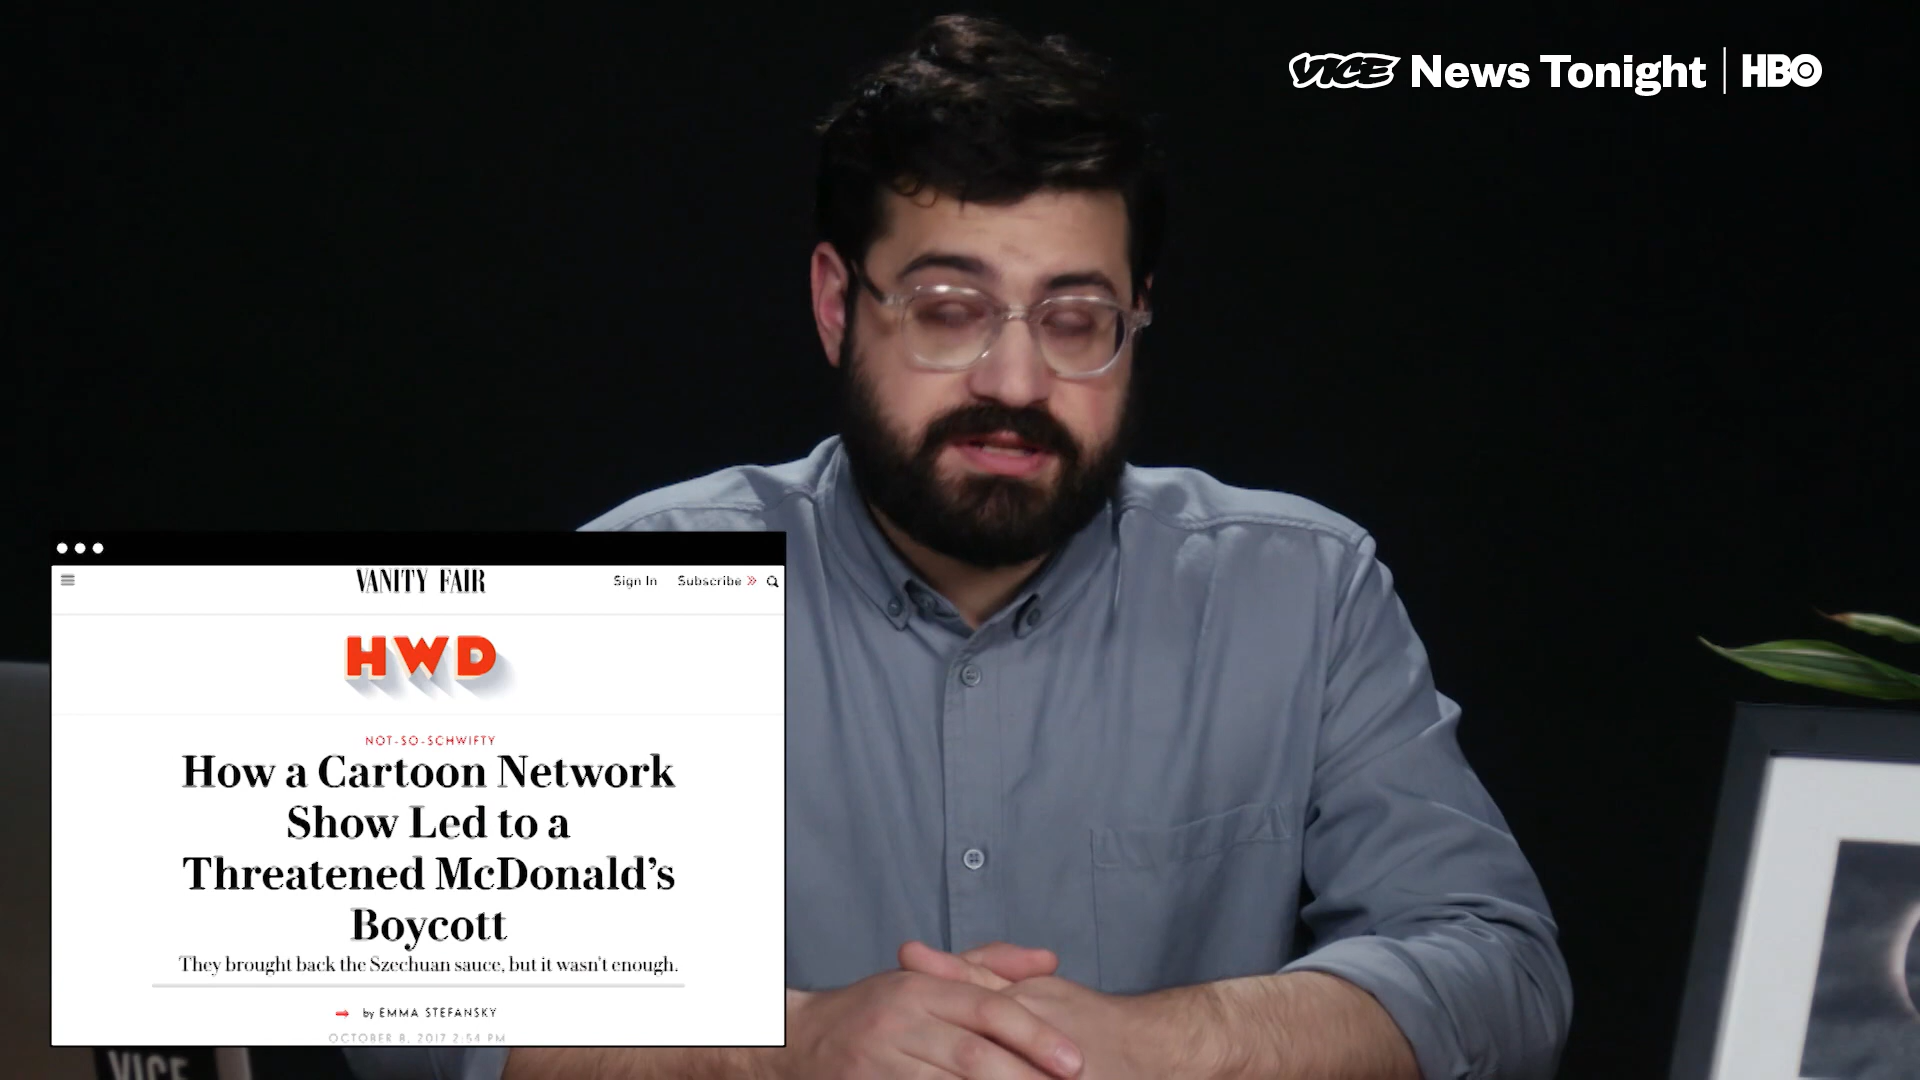 VICE News Tonight | HBO
VANITY FAIR
Sign In Subscribe »
HWD
NOT-SO-SCHWIFTY
How a Cartoon Network
Show Led to a
Threatened McDonald's
Boycott
They brought back the Szechuan sauce, but it wasn't enough.
by EMMA STEFANSKY
OCTOBER 8, 2017 2:54 PM
VICE